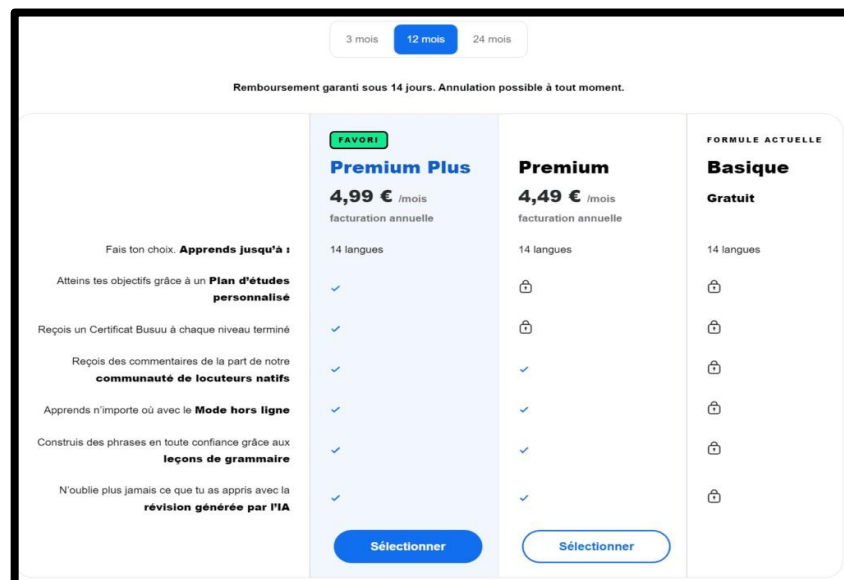 3 mois 12 mois 24 mois
Remboursement garanti sous 14 jours. Annulation possible à tout moment.
FAVORI FORMULE ACTUELLE
Premium Plus Premium Basique
4,99 € /mois 4,49 € /mois Gratuit
facturation annuelle facturation annuelle
Fais ton choix. Apprends jusqu'à : 14 langues 14 langues 14 langues
Atteins tes objectifs grâce à un Plan d'études
personnalisé
Reçois un Certificat Busuu à chaque niveau terminé
Reçois des commentaires de la part de notre
communauté de locuteurs natifs
Apprends n'importe où avec le Mode hors ligne
Construis des phrases en toute confiance grâce aux
leçons de grammaire
N'oublie plus jamais ce que tu as appris avec la
révision générée par l'IA
Sélectionner Sélectionner